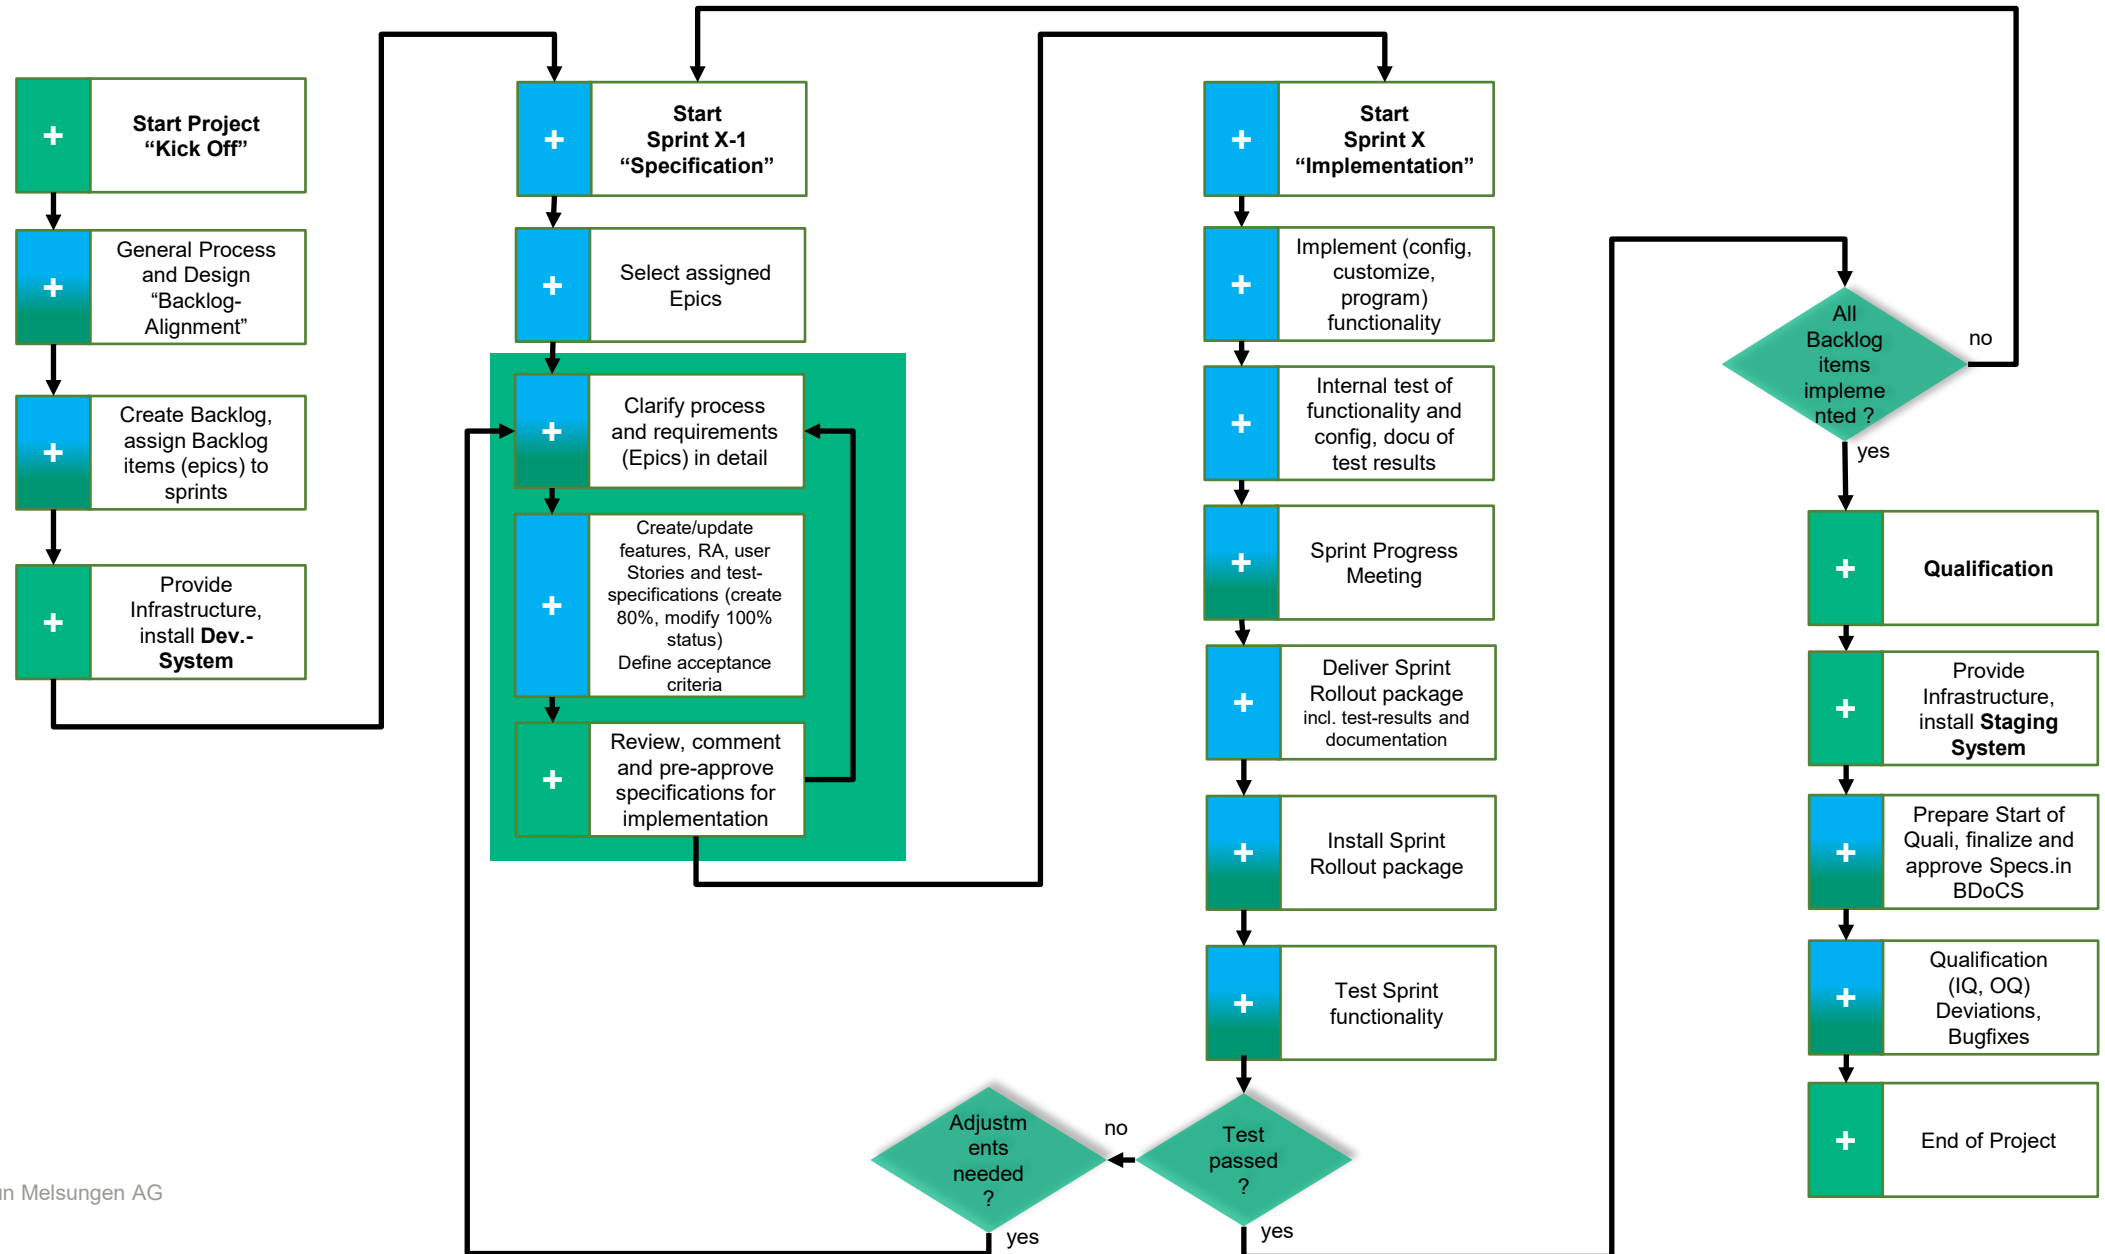 Start Project
“Kick Off”
General Process
and Design
“Backlog-
Alignment”
Create Backlog,
assign Backlog
items (epics) to
sprints
Provide
Infrastructure,
install Dev.-
System
Start
Sprint X-1
“Specification”
Select assigned
Epics
Clarify process
and requirements
(Epics) in detail
Create/update
features, RA, user
Stories and test-
specifications (create
80%, modify 100%
status)
Define acceptance
criteria
Review, comment
and pre-approve
specifications for
implementation
Start
Sprint X
“Implementation”
Implement (config,
customize,
program)
functionality
Internal test of
functionality and
config, docu of
test results
Sprint Progress
Meeting
Deliver Sprint
Rollout package
incl. test-results and
documentation
Install Sprint
Rollout package
Test Sprint
functionality
Test
passed
?
no
yes
Adjustm
ents
needed
?
yes
All
Backlog
items
impleme
nted ?
no
yes
Qualification
Provide
Infrastructure,
install Staging
System
Prepare Start of
Quali, finalize and
approve Specs.in
BDoCS
Qualification
(IQ, OQ)
Deviations,
Bugfixes
End of Project
Melsungen AG